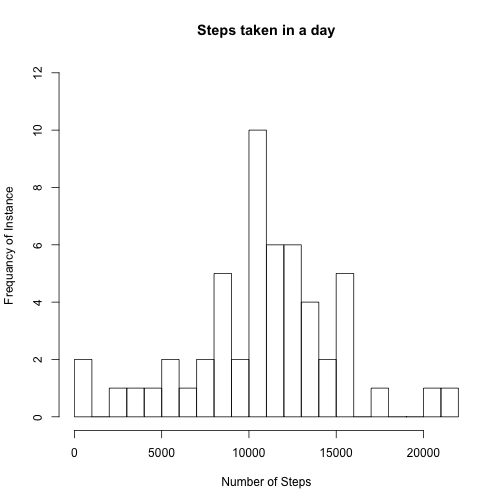 Steps taken in a day
12
10
8
6
4
2
0
Frequancy of Instance
0 5000 10000 15000 20000
Number of Steps